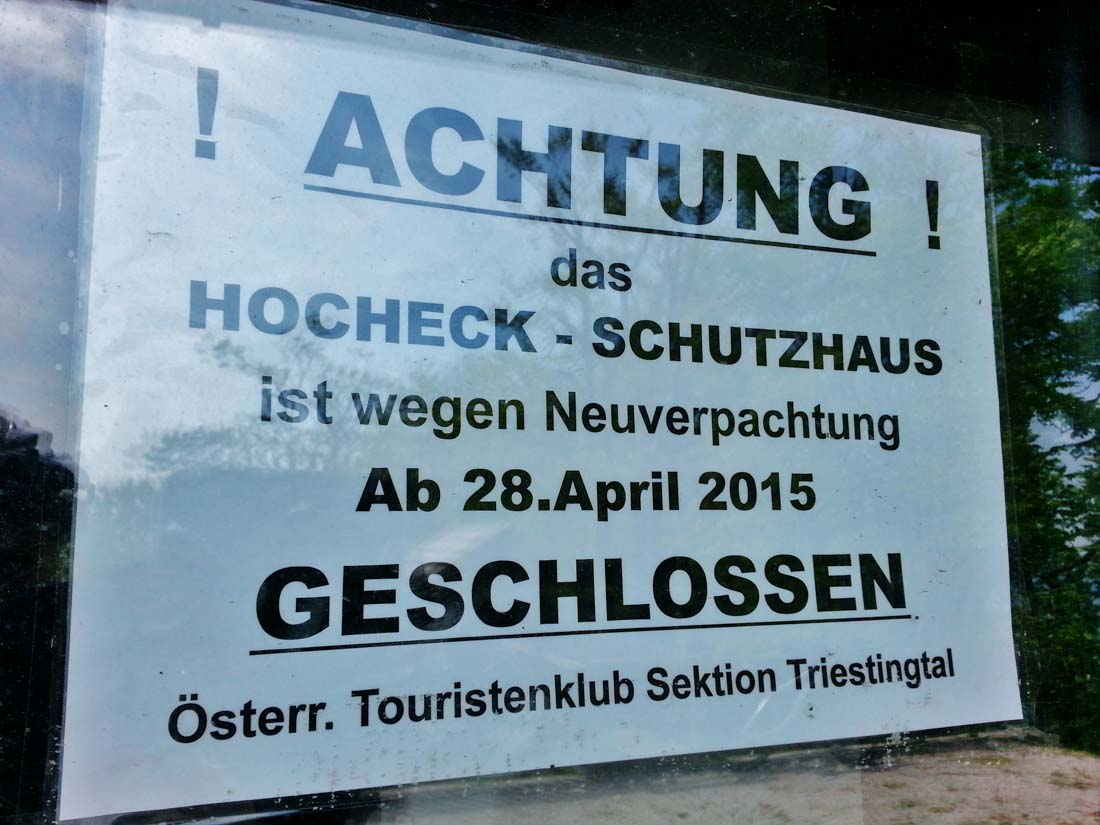 ! ACHTUNG !
das
HOCHECK - SCHUTZHAUS
ist wegen Neuverpachtung
Ab 28.April 2015
GESCHLOSSEN
Österr. Touristenklub Sektion Triestingtal